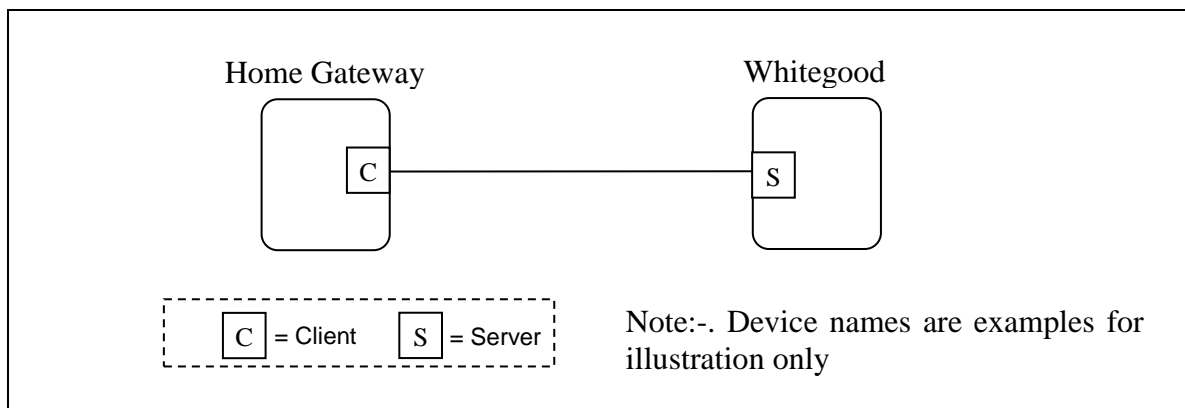 Home Gateway
Whitegood
C
S
C = Client S = Server
Note:-. Device names are examples for
illustration only